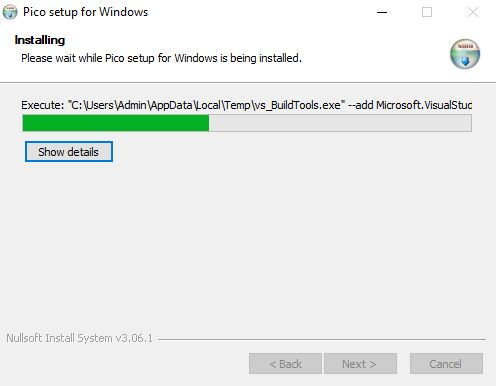 Pico setup for Windows
Installing
Please wait while Pico setup for Windows is being installed.
Execute: "C:\Users\Admin\AppData\Local\Temp\vs_BuildTools.exe" --add Microsoft.VisualStud
Show details
Nullsoft Install System v3.06.1
< Back Next > Cancel